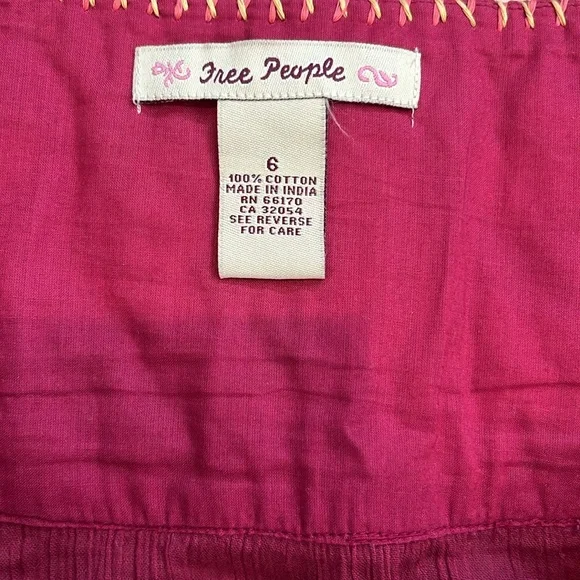 Free People
6
100% COTTON
MADE IN INDIA
RN 66170
CA 32054
SEE REVERSE
FOR CARE